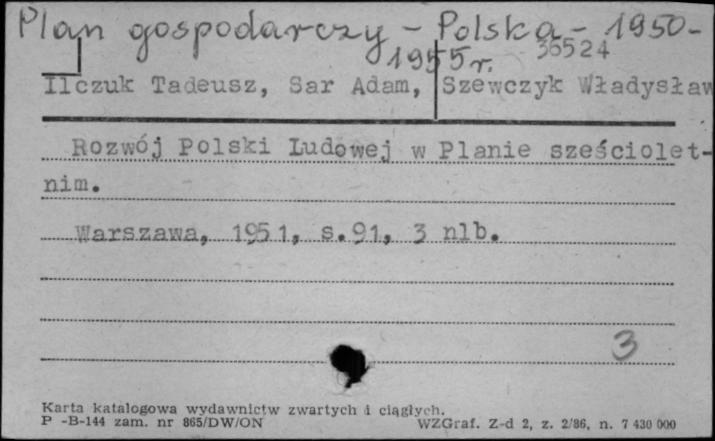 Plan gospodarczy - Polska - 1950-
1955 r. 36524
Ilczuk Tadeusz, Sar Adam, Szewczyk Władysław
Rozwój Polski Ludowej w Planie sześciolet-
nim.
Warszawa, 1951, s.91, 3 nlb.
3
Karta katalogowa wydawnictw zwartych i ciągłych.
P -B-144 zam. nr 865/DW/ON WZGraf. Z-d 2, z. 2/86, n. 7 430 000